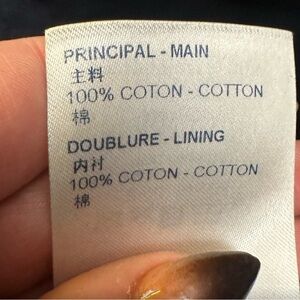 PRINCIPAL - MAIN
主料
100% COTON - COTTON
棉
DOUBLURE - LINING
内衬
100% COTON - COTTON
棉